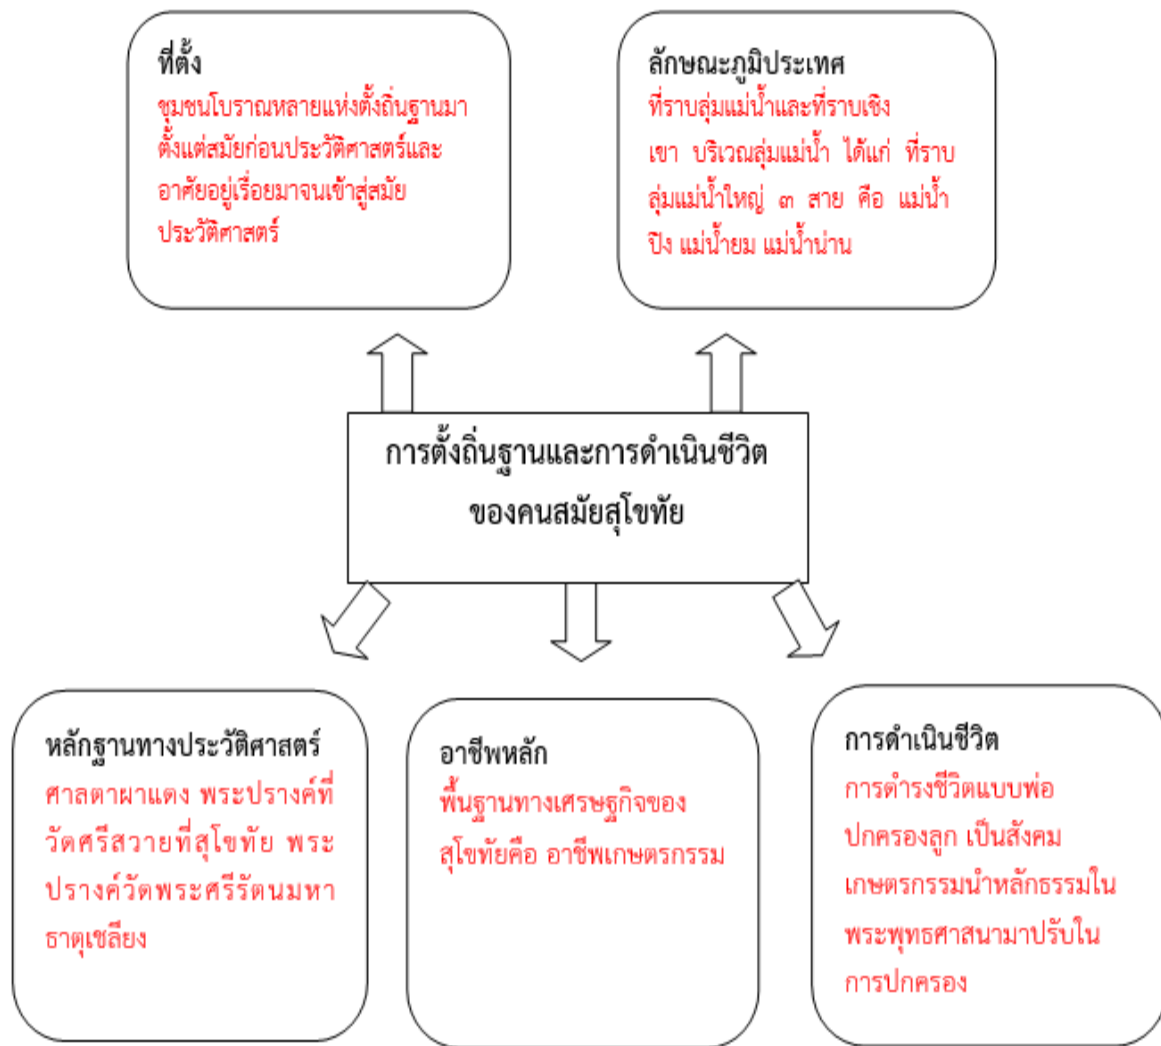 ที่ตั้ง
ชุมชนโบราณหลายแห่งตั้งถิ่นฐานมา
ตั้งแต่สมัยก่อนประวัติศาสตร์และ
อาศัยอยู่เรื่อยมาจนเข้าสู่สมัย
ประวัติศาสตร์
ลักษณะภูมิประเทศ
ที่ราบลุ่มแม่น้ำและที่ราบเชิง
เขา บริเวณลุ่มแม่น้ำ ได้แก่ ที่ราบ
ลุ่มแม่น้ำใหญ่ ๓ สาย คือ แม่น้ำ
ปิง แม่น้ำยม แม่น้ำน่าน
การตั้งถิ่นฐานและการดำเนินชีวิต
ของคนสมัยสุโขทัย
หลักฐานทางประวัติศาสตร์
ศาลตาผาแดง พระปรางค์ที่
วัดศรีสวายที่สุโขทัย พระ
ปรางค์วัดพระศรีรัตนมหา
ธาตุเชลียง
อาชีพหลัก
พื้นฐานทางเศรษฐกิจของ
สุโขทัยคือ อาชีพเกษตรกรรม
การดำเนินชีวิต
การดำรงชีวิตแบบพ่อ
ปกครองลูก เป็นสังคม
เกษตรกรรมนำหลักธรรมใน
พระพุทธศาสนามาปรับใน
การปกครอง